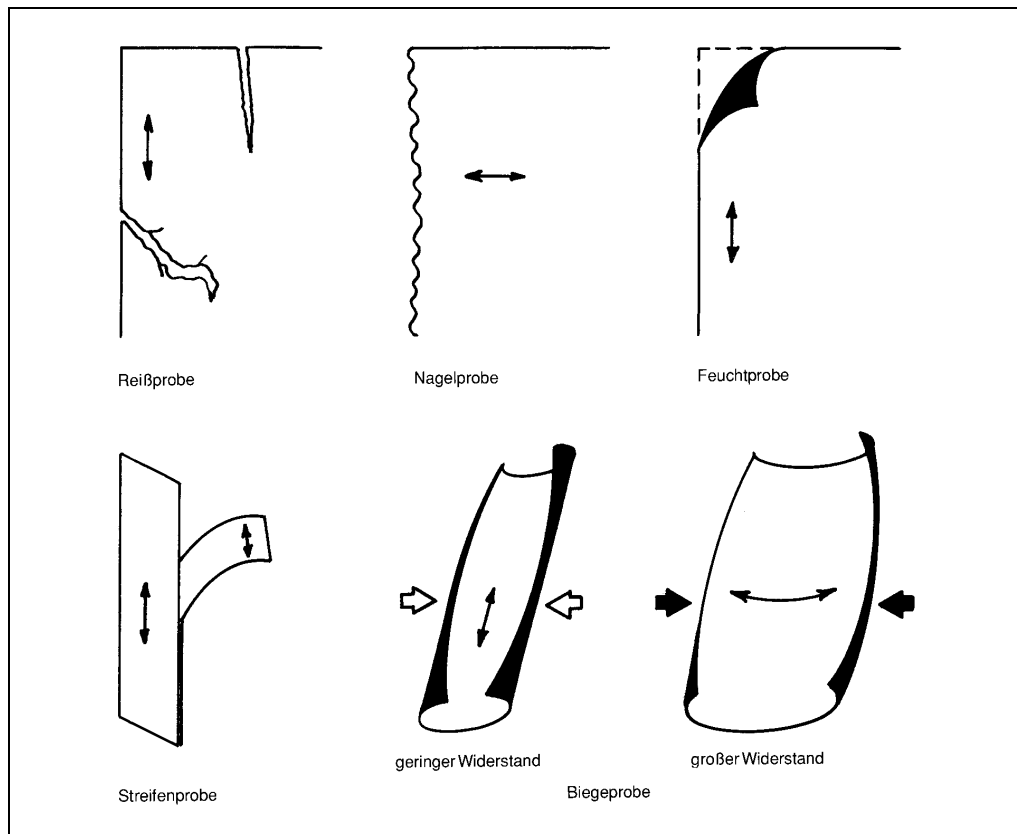 Reißprobe
Nagelprobe
Feuchtprobe
geringer Widerstand
großer Widerstand
Streifenprobe
Biegeprobe